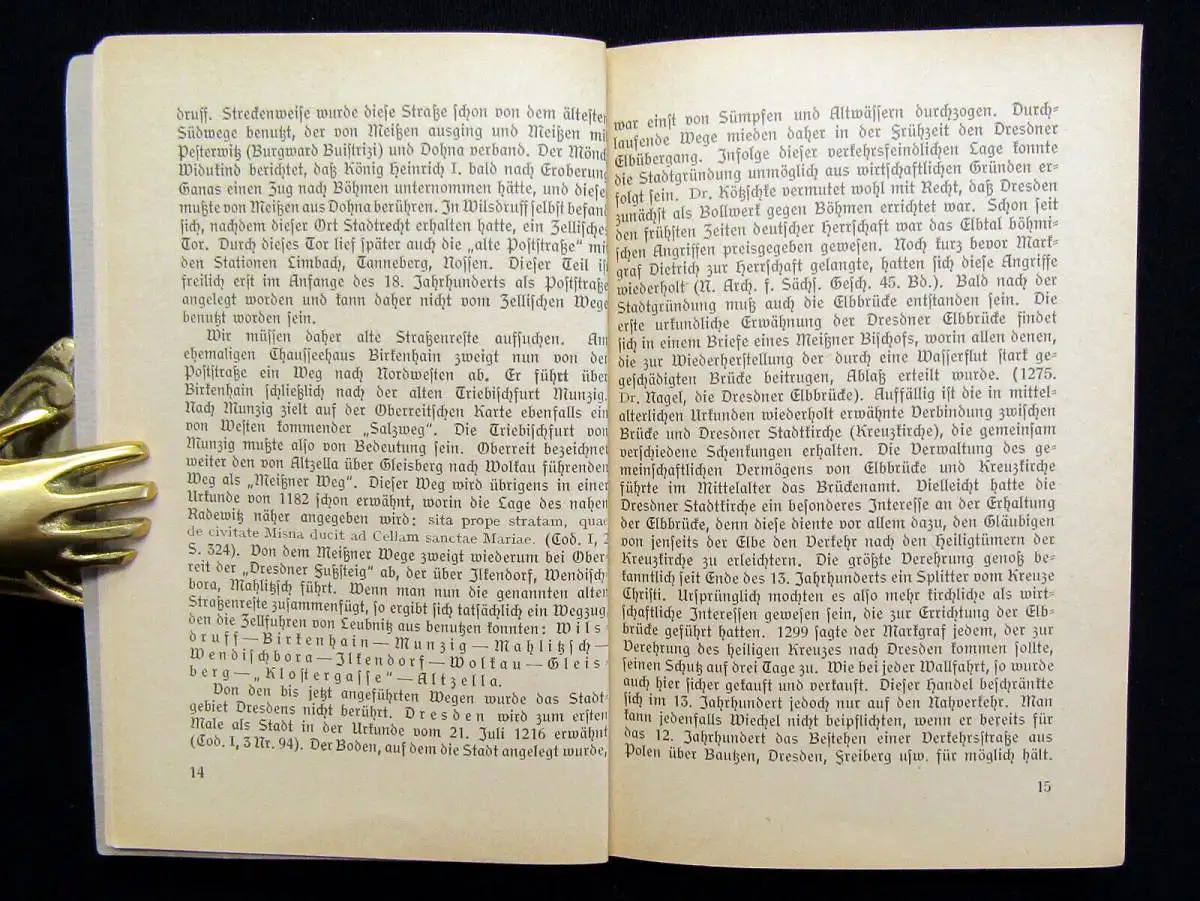 druff. Streckenweise wurde diese Straße schon von dem ältesten
Südwege benutzt, der von Meißen ausging und Meißen mi
Pesterwitz (Burgward Buistrizi) und Dohna verband. Der Mönch
Widukind berichtet, daß König Heinrich I. bald nach Eroberung
Ganas einen Zug nach Böhmen unternommen hätte, und diese
mußte von Meißen aus Dohna berühren. In Wilsdruff selbst befand
sich, nachdem dieser Ort Stadtrecht erhalten hatte, ein Zellisches
Tor. Durch dieses Tor lief später auch die „alte Poststraße“ mi
den Stationen Limbach, Tanneberg, Nossen. Dieser Teil is
freilich erst im Anfange des 18. Jahrhunderts als Poststraße
angelegt worden und kann daher nicht vom Zellischen Wege
benutzt worden sein.
Wir müssen daher alte Straßenreste aufsuchen. Am
ehemaligen Chausseehaus Birkenhain zweigt nun von der
Poststraße ein Weg nach Nordwesten ab. Er führt über
Birkenhain schließlich nach der alten Triebischfurt Munzig.
Nach Munzig zielt auf der Oberreitschen Karte ebenfalls ein
von Westen kommender „Salzweg“. Die Triebischfurt von
Munzig mußte also von Bedeutung sein. Oberreit bezeichnet
weiter den von Altzella über Gleisberg nach Wolkau führenden
Weg als „Meißner Weg“. Dieser Weg wird übrigens in einer
Urkunde von 1182 schon erwähnt, worin die Lage des nahen
Radewitz näher angegeben wird: sita prope stratam, quae
de civitate Misna ducit ad Cellam sanctae Mariae. (Cod. I, 2
S. 324). Von dem Meißner Wege zweigt wiederum bei Ober
reit der „Dresdner Fußsteig“ ab, der über Ilkendorf, Wendisch
bora, Mahlitzsch führt. Wenn man nun die genannten alten
Straßenreste zusammenfügt, so ergibt sich tatsächlich ein Wegzug,
den die Zellfuhren von Leubnitz aus benutzen konnten: Wils
druff—Birkenhain—Munzig—Mahlitzsch—
Wendischbora—Ilkendorf—Wolkau—Gleis-
berg—„Klostergasse“—Altzella.
Von den bis jetzt angeführten Wegen wurde das Stadt-
gebiet Dresdens nicht berührt. Dresden wird zum ersten
Male als Stadt in der Urkunde vom 21. Juli 1216 erwähnt
(Cod. I, 3 Nr. 94). Der Boden, auf dem die Stadt angelegt wurde,
14
war einst von Sümpfen und Altwässern durchzogen. Durch-
laufende Wege mieden daher in der Frühzeit den Dresdner
Elbübergang. Infolge dieser verkehrsfeindlichen Lage konnte
die Stadtgründung unmöglich aus wirtschaftlichen Gründen er-
folgt sein. Dr. Kötzschke vermutet wohl mit Recht, daß Dresden
zunächst als Bollwerk gegen Böhmen errichtet war. Schon seit
den frühsten Zeiten deutscher Herrschaft war das Elbtal böhmi-
schen Angriffen preisgegeben gewesen. Noch kurz bevor Mark-
graf Dietrich zur Herrschaft gelangte, hatten sich diese Angriffe
wiederholt (N. Arch. f. Sächs. Gesch. 45. Bd.). Bald nach der
Stadtgründung muß auch die Elbbrücke entstanden sein. Die
erste urkundliche Erwähnung der Dresdner Elbbrücke findet
sich in einem Briefe eines Meißner Bischofs, worin allen denen,
die zur Wiederherstellung der durch eine Wasserflut stark ge-
geschädigten Brücke beitrugen, Ablaß erteilt wurde. (1275.
Dr. Nagel, die Dresdner Elbbrücke). Auffällig ist die in mittel-
alterlichen Urkunden wiederholt erwähnte Verbindung zwischen
Brücke und Dresdner Stadtkirche (Kreuzkirche), die gemeinsam
verschiedene Schenkungen erhalten. Die Verwaltung des ge-
meinschaftlichen Vermögens von Elbbrücke und Kreuzkirche
führte im Mittelalter das Brückenamt. Vielleicht hatte die
Dresdner Stadtkirche ein besonderes Interesse an der Erhaltung
der Elbbrücke, denn diese diente vor allem dazu, den Gläubigen
von jenseits der Elbe den Verkehr nach den Heiligtümern der
Kreuzkirche zu erleichtern. Die größte Verehrung genoß be-
kanntlich seit Ende des 13. Jahrhunderts ein Splitter vom Kreuze
Christi. Ursprünglich mochten es also mehr kirchliche als wirt-
schaftliche Interessen gewesen sein, die zur Errichtung der Elb-
brücke geführt hatten. 1299 sagte der Markgraf jedem, der zur
Verehrung des heiligen Kreuzes nach Dresden kommen sollte,
seinen Schutz auf drei Tage zu. Wie bei jeder Wallfahrt, so wurde
auch hier sicher gekauft und verkauft. Dieser Handel beschränkte
sich im 13. Jahrhundert jedoch nur auf den Nahverkehr. Man
kann jedenfalls Wiechel nicht beipflichten, wenn er bereits für
das 12. Jahrhundert das Bestehen einer Verkehrsstraße aus
Polen über Bautzen, Dresden, Freiberg usw. für möglich hält.
15